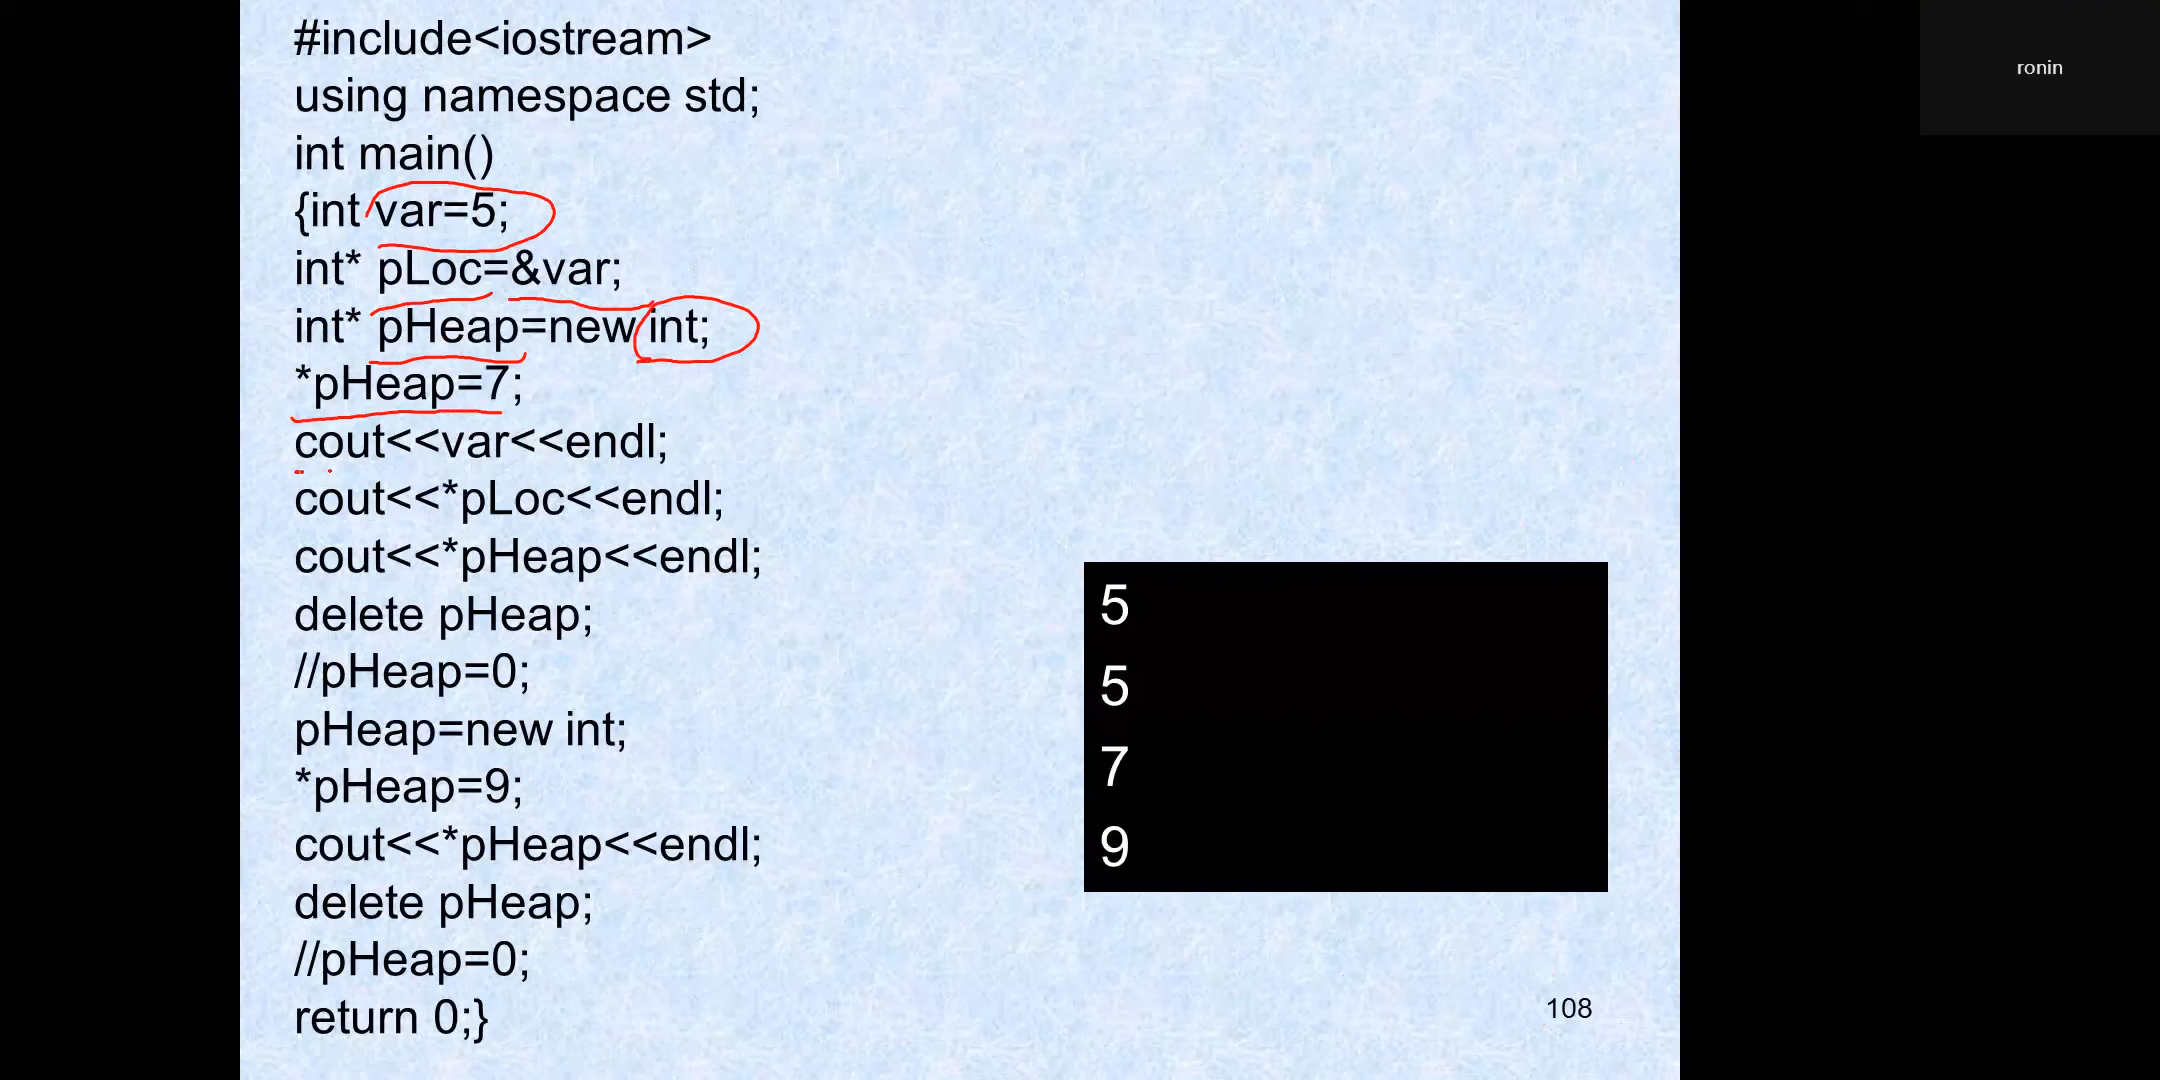 #include<iostream>
using namespace std;
int main()
{int var=5;
int* pLoc=&var;
int* pHeap=new int;
*pHeap=7;
cout<<var<<endl;
cout<<*pLoc<<endl;
cout<<*pHeap<<endl;
delete pHeap;
//pHeap=0;
pHeap=new int;
*pHeap=9;
cout<<*pHeap<<endl;
delete pHeap;
//pHeap=0;
return 0;}
5
5
7
9
108
ronin